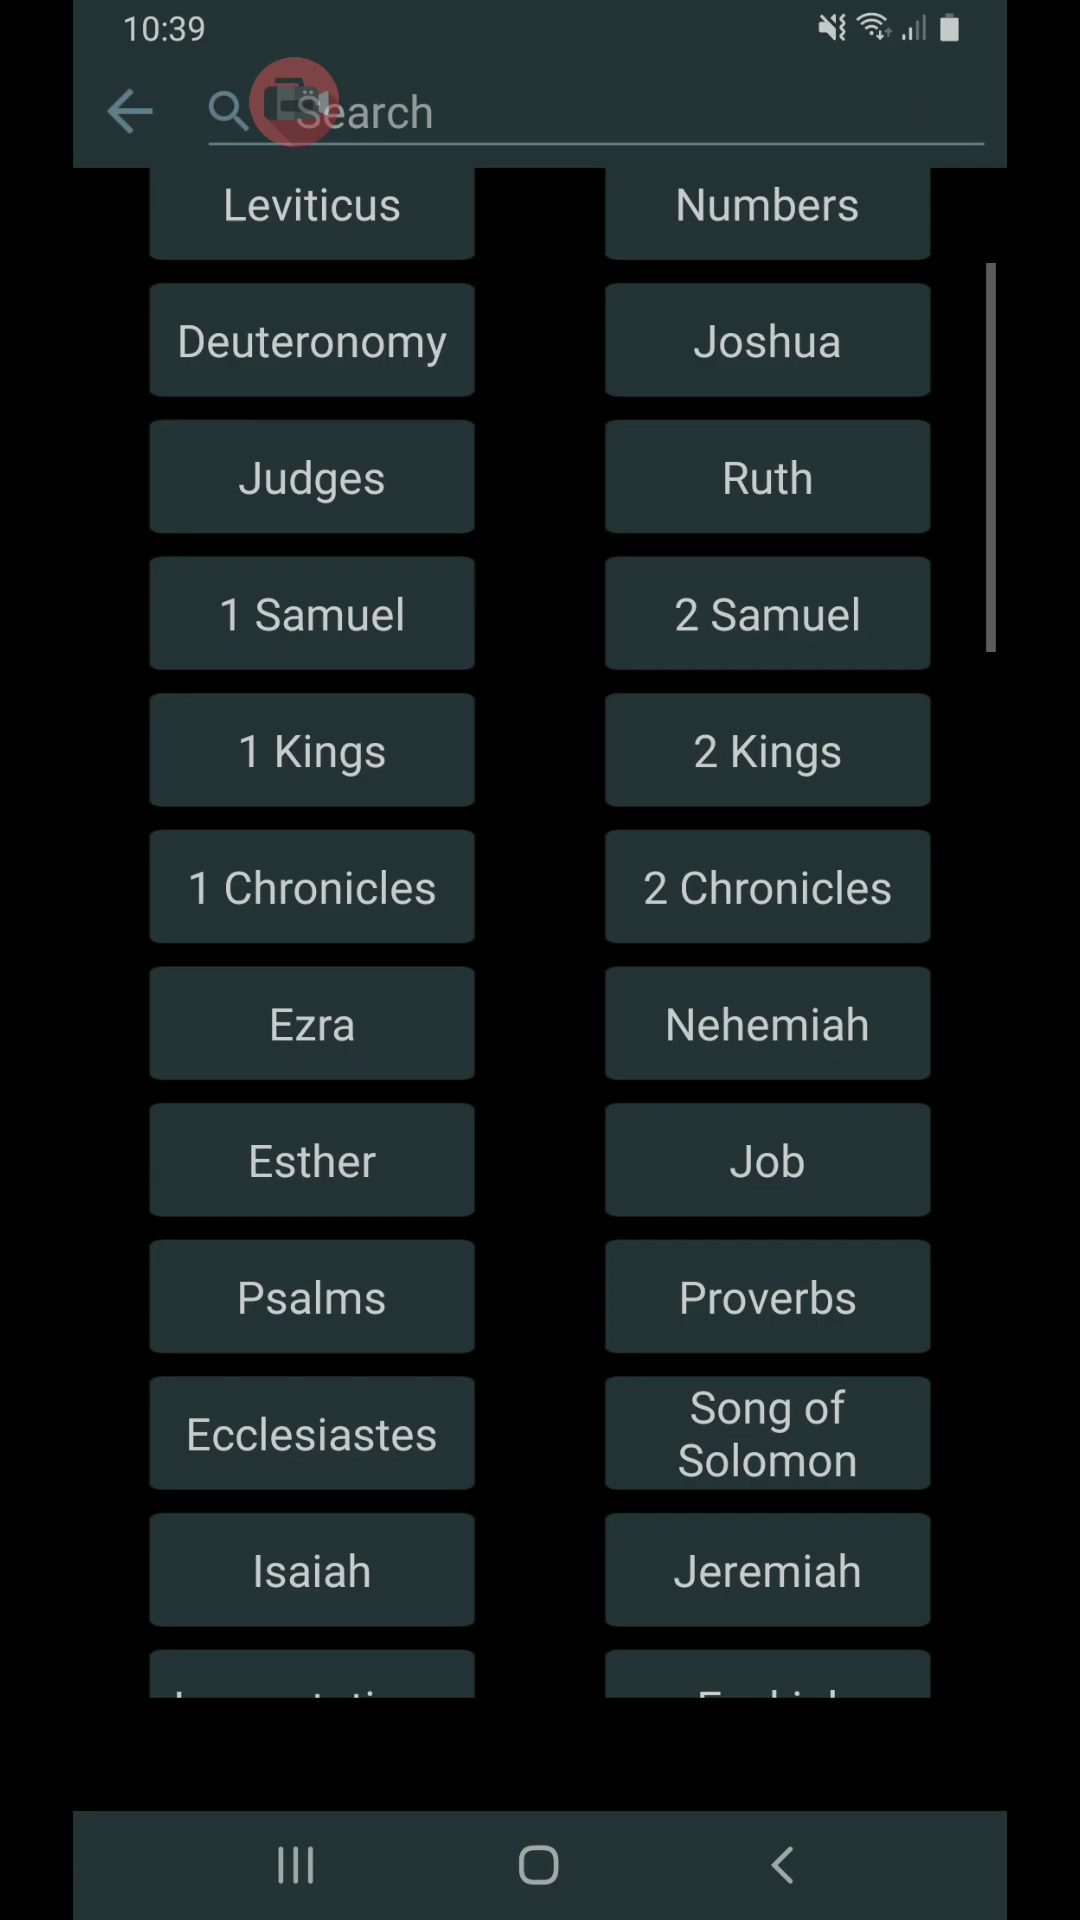 10:39
Search
Leviticus
Numbers
Deuteronomy
Joshua
Judges
Ruth
1 Samuel
2 Samuel
1 Kings
2 Kings
1 Chronicles
2 Chronicles
Ezra
Nehemiah
Esther
Job
Psalms
Proverbs
Ecclesiastes
Song of
Solomon
Isaiah
Jeremiah